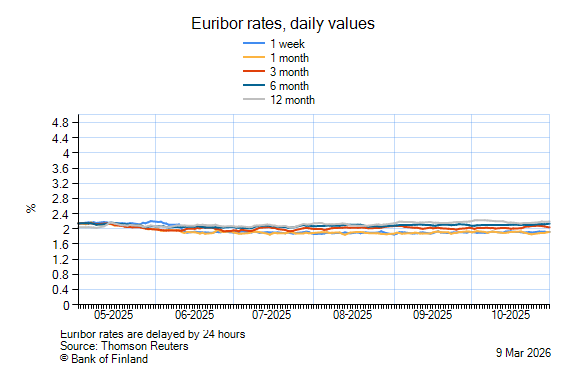 Euribor rates, daily values
1 week
1 month
3 month
6 month
12 month
%
4.8
4.4
4
3.6
3.2
2.8
2.4
2
1.6
1.2
0.8
0.4
0
05-2025 06-2025 07-2025 08-2025 09-2025 10-2025
Euribor rates are delayed by 24 hours
Source: Thomson Reuters
© Bank of Finland
9 Mar 2026